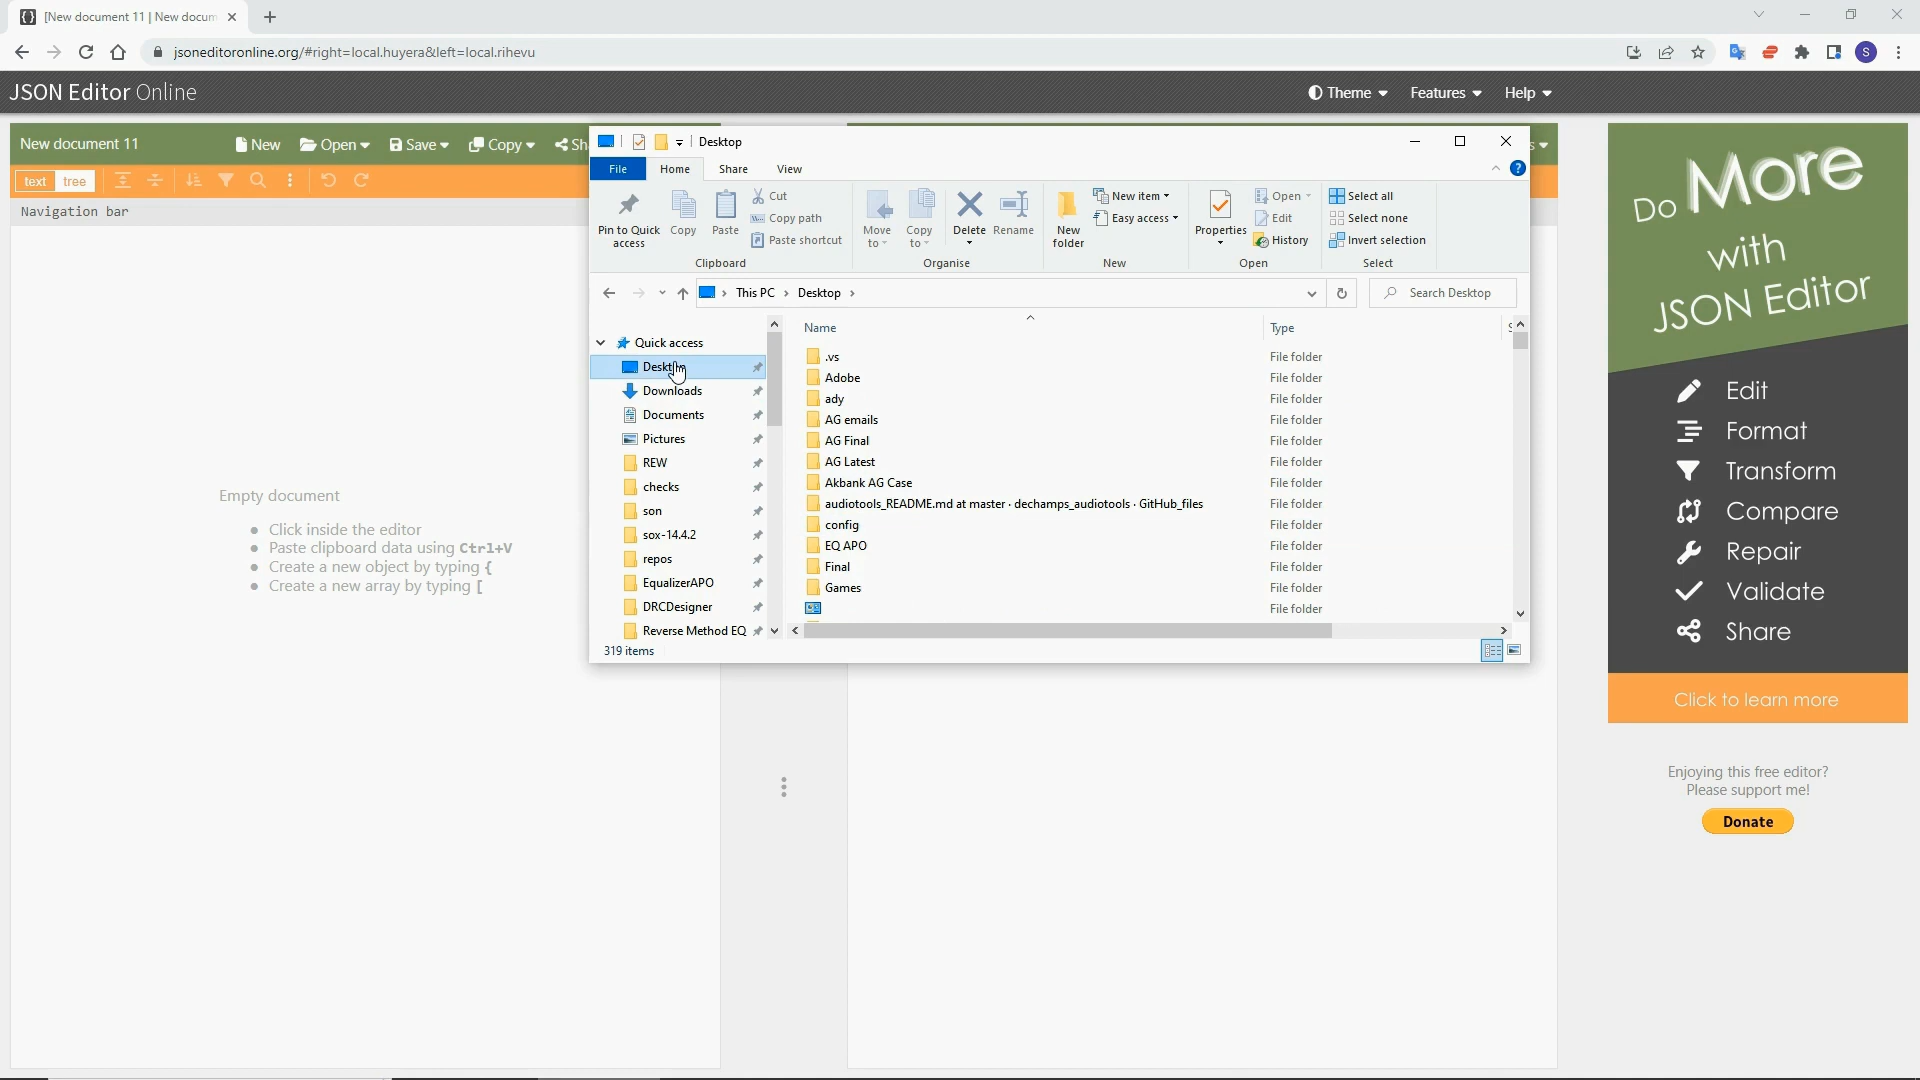 [New document 11 | New docum
jsoneditoronline.org/#right=local.huyera&left=local.rihevu
S
JSON Editor Online
Theme
Features
Help
New document 11
New
Open
Save
Copy
Sh
s
text
tree
Navigation bar
Empty document
Click inside the editor
Paste clipboard data using Ctrl+V
Create a new object by typing {
Create a new array by typing [
Desktop
File
Home
Share
View
Pin to Quick access
Copy
Paste
Cut
Copy path
Paste shortcut
Clipboard
Move to
Copy to
Delete
Rename
Organise
New folder
New item
Easy access
New
Properties
Open
Edit
History
Open
Select all
Select none
Invert selection
Select
This PC
Desktop
Search Desktop
Quick access
Desktop
Downloads
Documents
Pictures
REW
checks
son
sox-14.4.2
repos
EqualizerAPO
DRCDesigner
Reverse Method EQ
Name
Type
S
.vs File folder
Adobe File folder
ady File folder
AG emails File folder
AG Final File folder
AG Latest File folder
Akbank AG Case File folder
audiotools_README.md at master · dechamps_audiotools · GitHub_files File folder
config File folder
EQ APO File folder
Final File folder
Games File folder
File folder
319 items
Do More
with
JSON Editor
Edit
Format
Transform
Compare
Repair
Validate
Share
Click to learn more
Enjoying this free editor?
Please support me!
Donate